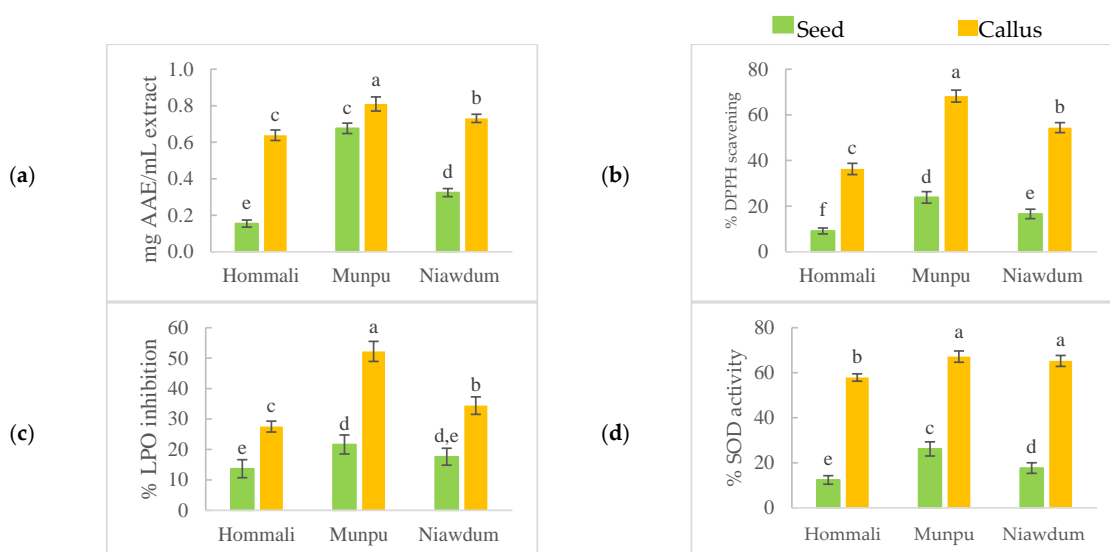 Seed Callus
(a)
mg AAE/mL extract
1.0
0.8
0.6
0.4
0.2
0.0
e c c a d b
Hommali Munpu Niawdum
(b)
% DPPH scavening
80
60
40
20
0
f c d a e b
Hommali Munpu Niawdum
(c)
% LPO inhibition
60
50
40
30
20
10
0
e c d a d,e b
Hommali Munpu Niawdum
(d)
% SOD activity
80
60
40
20
0
e b c a d a
Hommali Munpu Niawdum